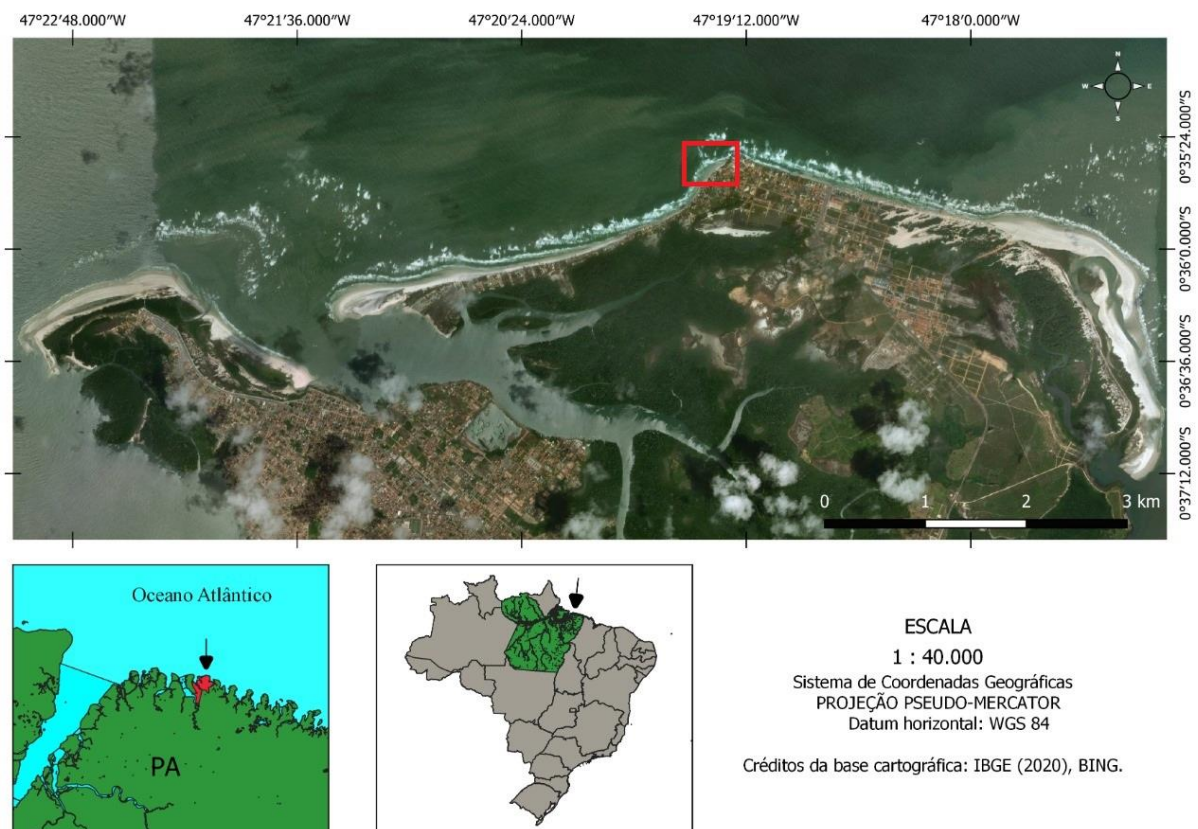 47°22'48.000"W 47°21'36.000"W 47°20'24.000"W 47°19'12.000"W 47°18'0.000"W
N
W E
S
0°35'24.000"S
0°36'0.000"S
0°36'36.000"S
0°37'12.000"S
0 1 2 3 km
Oceano Atlântico
PA
ESCALA
1 : 40.000
Sistema de Coordenadas Geográficas
PROJEÇÃO PSEUDO-MERCATOR
Datum horizontal: WGS 84
Créditos da base cartográfica: IBGE (2020), BING.